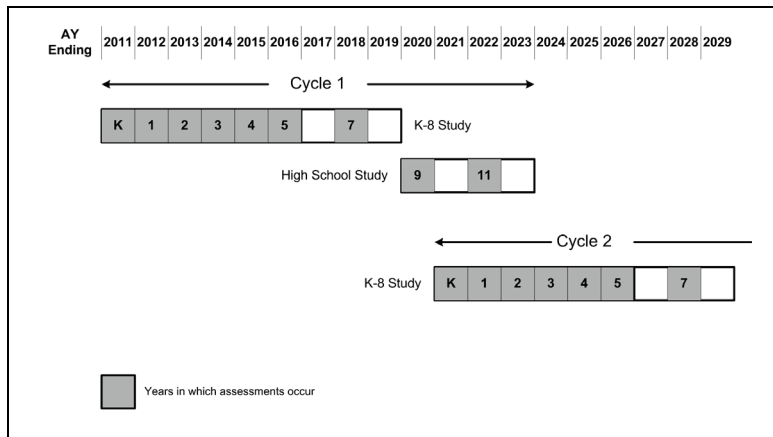 AY Ending 2011 2012 2013 2014 2015 2016 2017 2018 2019 2020 2021 2022 2023 2024 2025 2026 2027 2028 2029
Cycle 1
K 1 2 3 4 5 7 K-8 Study
High School Study 9 11
Cycle 2
K-8 Study K 1 2 3 4 5 7
Years in which assessments occur